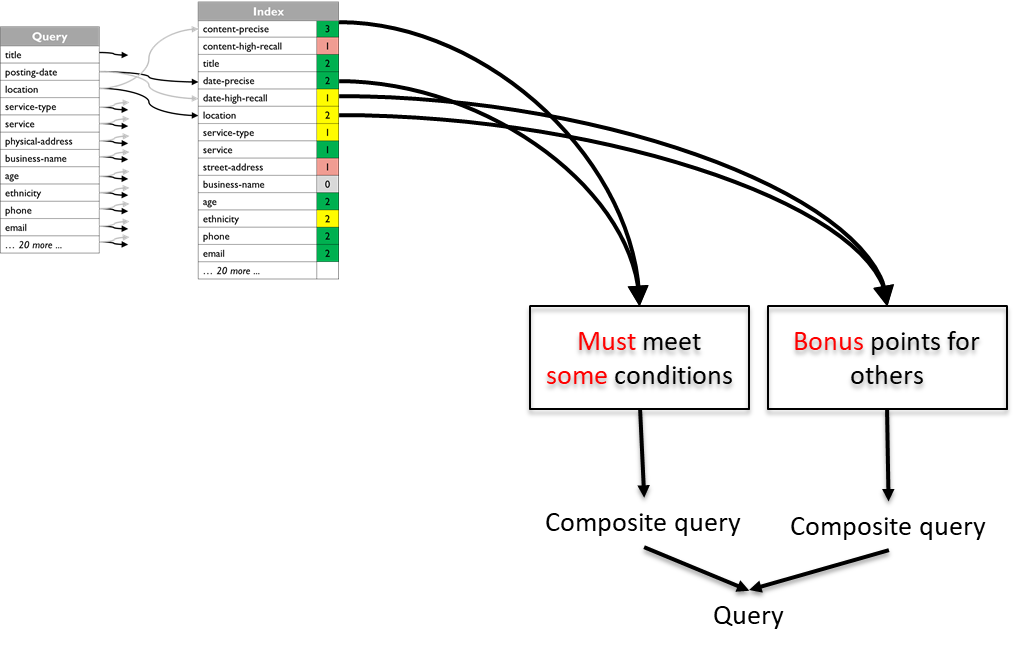 Query
title
posting-date
location
service-type
service
physical-address
business-name
age
ethnicity
phone
email
… 20 more ...
Index
content-precise 3
content-high-recall 1
title 2
date-precise 2
date-high-recall 1
location 2
service-type 1
service 1
street-address 1
business-name 0
age 2
ethnicity 2
phone 2
email 2
… 20 more ...
Must meet
some conditions
Bonus points for
others
Composite query
Composite query
Query